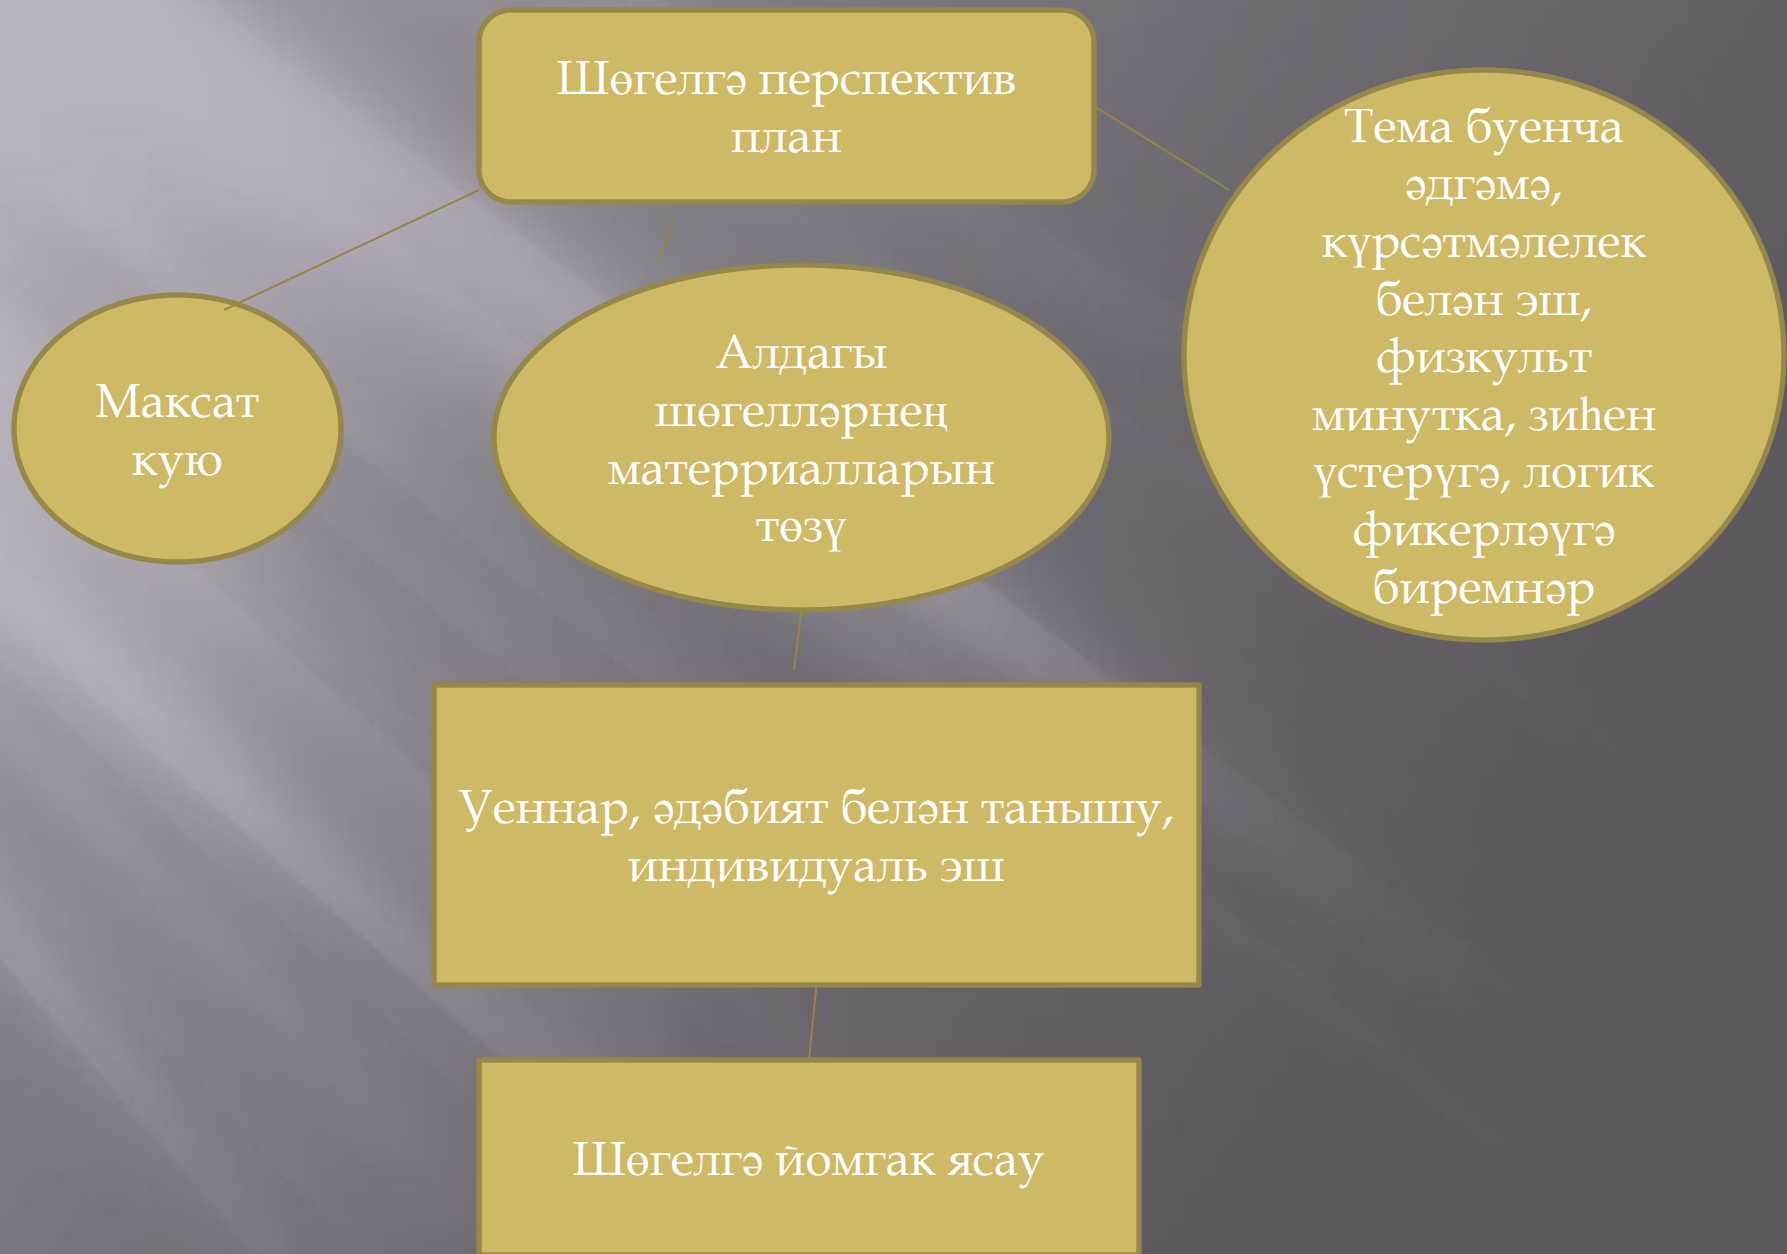 Шөгелгә перспектив
план
Максат
кую
Алдагы
шөгелләрнең
матерриалларын
төзү
Тема буенча
әдгәмә,
күрсәтмәлелек
белән эш,
физкульт
минутка, зиһен
үстерүгә, логик
фикерләүгә
биремнәр
Уеннар, әдәбият белән танышу,
индивидуаль эш
Шөгелгә йомгак ясау